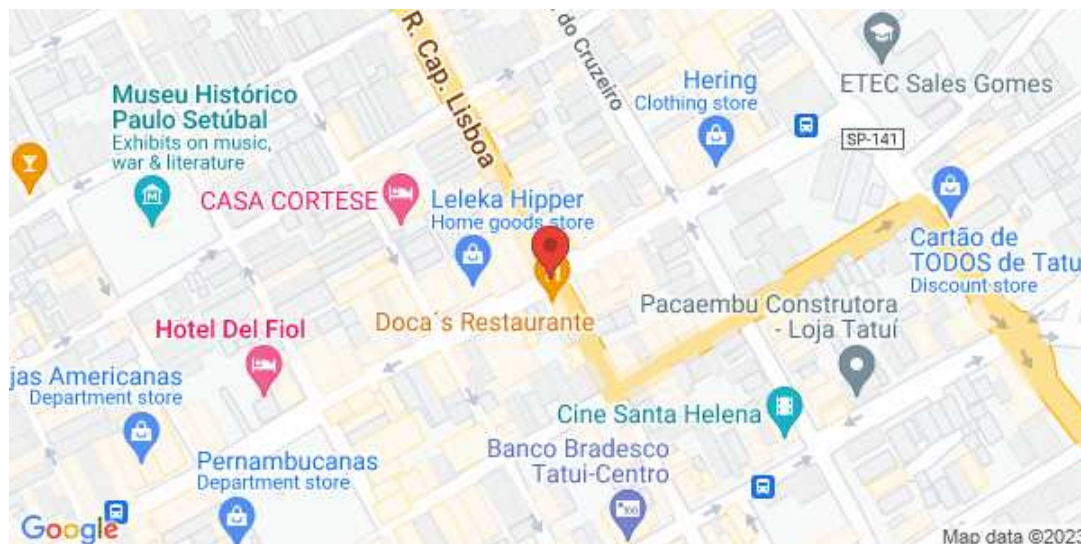 R. Cap. Lisboa
do Cruzeiro
ETEC Sales Gomes
Hering
Clothing store
SP-141
Museu Histórico
Paulo Setúbal
Exhibits on music,
war & literature
CASA CORTESE
Leleka Hipper
Home goods store
Cartão de
TODOS de Tatu
Discount store
Pacaembu Construtora
- Loja Tatuí
Doca´s Restaurante
Hotel Del Fiol
jas Americanas
Department store
Cine Santa Helena
Banco Bradesco
Tatui-Centro
Pernambucanas
Department store
Google
Map data ©2023